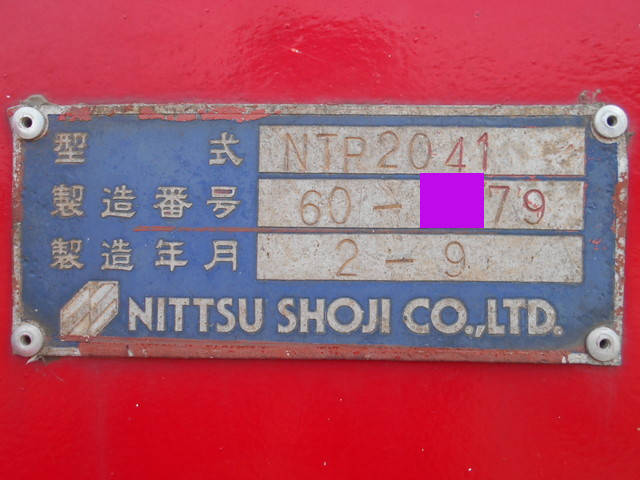 型式 NTP2041
製造番号 60- 79
製造年月 2-9
NITTSU SHOJI CO.,LTD.